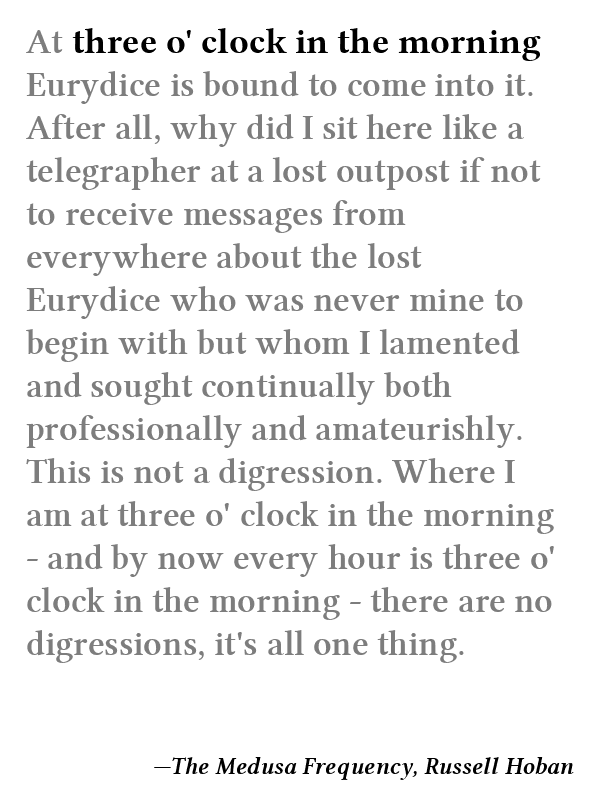 At three o' clock in the morning
Eurydice is bound to come into it.
After all, why did I sit here like a
telegrapher at a lost outpost if not
to receive messages from
everywhere about the lost
Eurydice who was never mine to
begin with but whom I lamented
and sought continually both
professionally and amateurishly.
This is not a digression. Where I
am at three o' clock in the morning
– and by now every hour is three o'
clock in the morning – there are no
digressions, it's all one thing.
—The Medusa Frequency, Russell Hoban